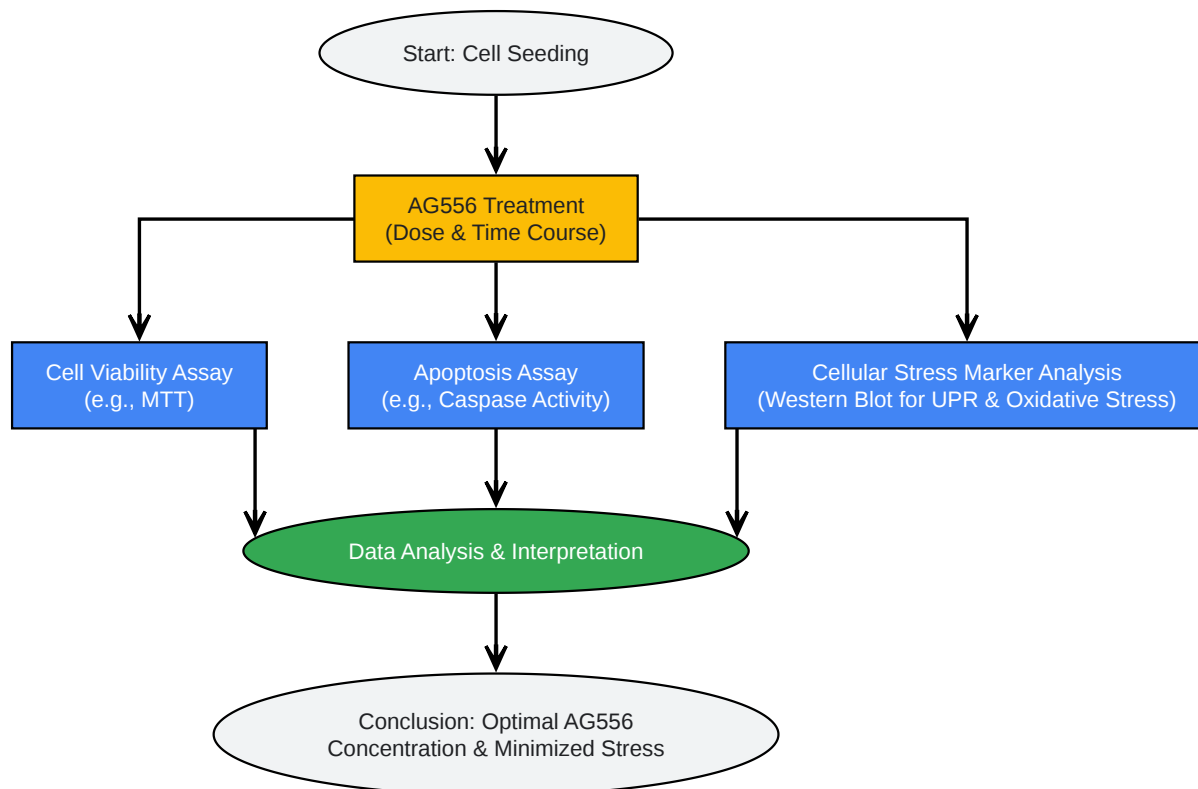 Start: Cell Seeding
AG556 Treatment
(Dose & Time Course)
Cell Viability Assay
(e.g., MTT)
Apoptosis Assay
(e.g., Caspase Activity)
Cellular Stress Marker Analysis
(Western Blot for UPR & Oxidative Stress)
Data Analysis & Interpretation
Conclusion: Optimal AG556
Concentration & Minimized Stress